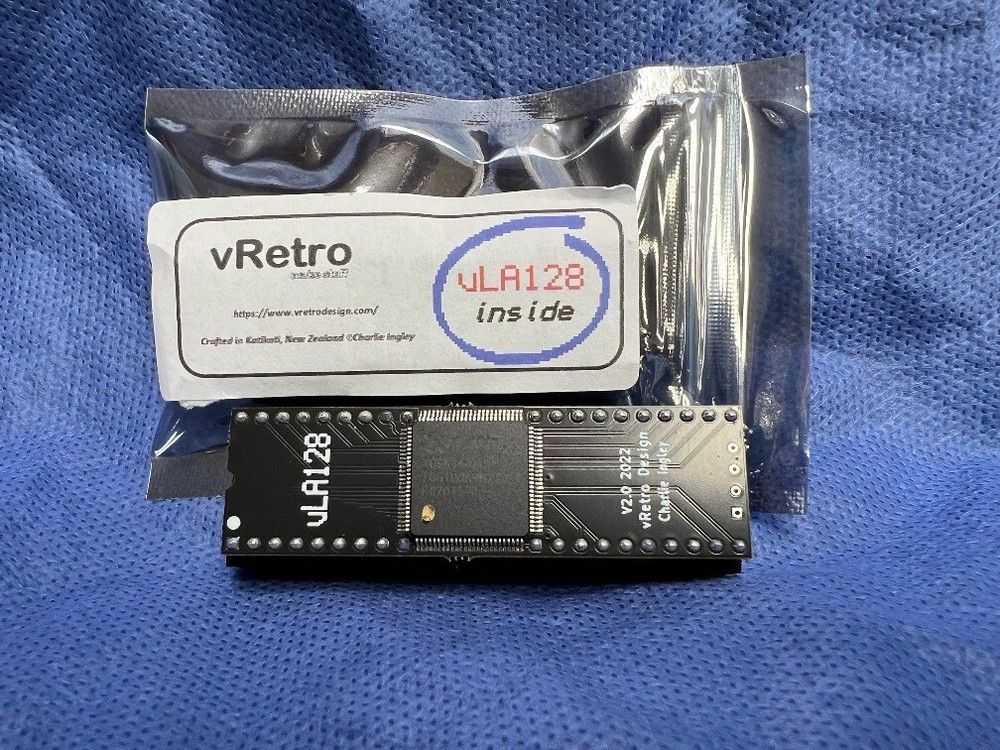 vRetro
make stuff
https://www.vretrodesign.com/
Crafted in Katikati, New Zealand ©Charlie Ingley
vLA128
inside
vLA128
V2.0 2022
vRetro Design
Charlie Ingley